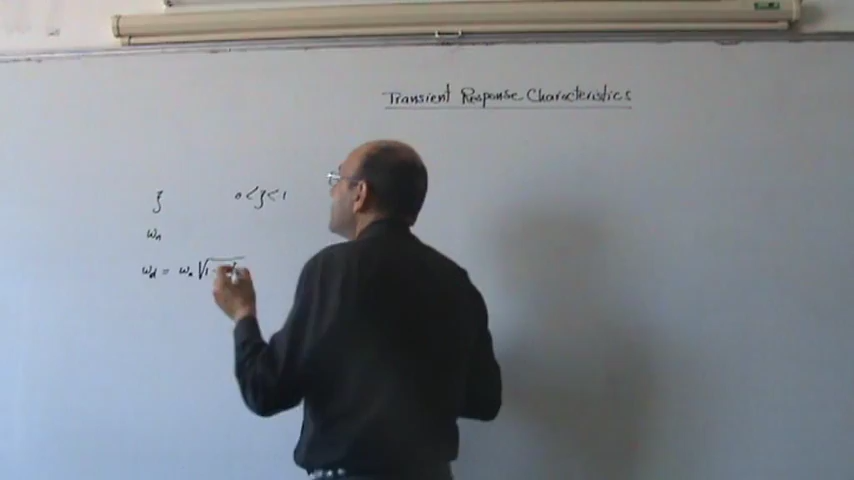 Transient Response Characteristics
ζ 0 < ζ < 1
ωn
ωd = ωn √1 -